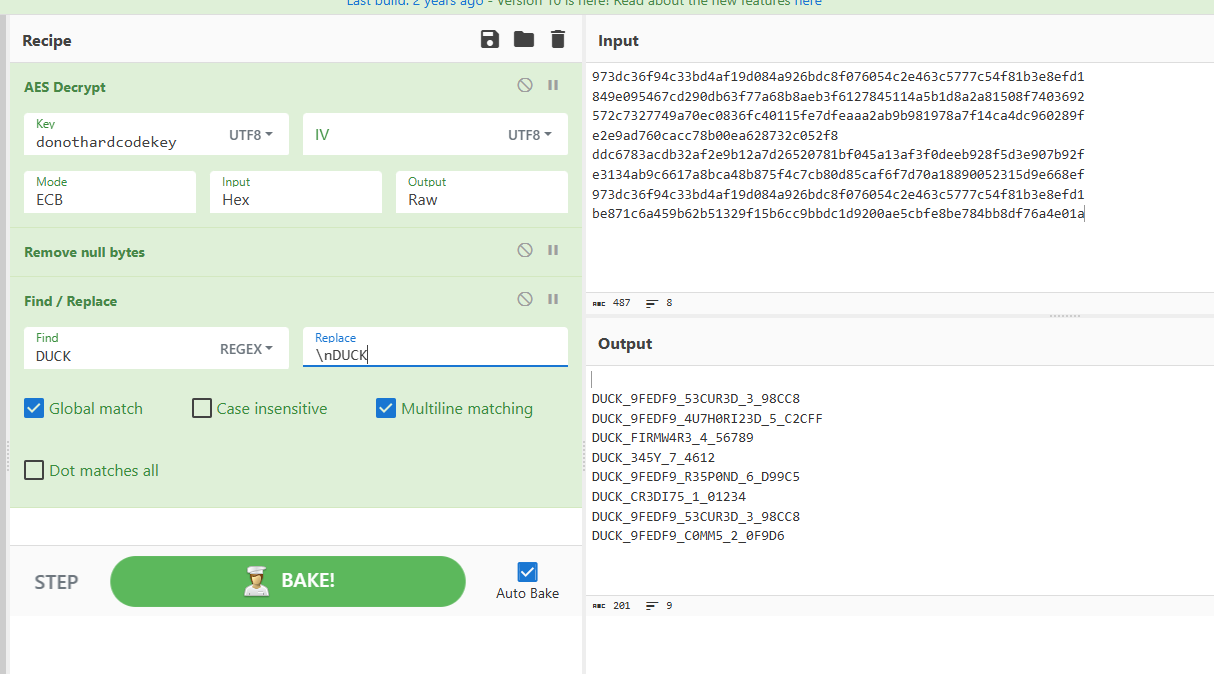 Last build: 2 years ago - Version 10 is here! Read about the new features here
Recipe
AES Decrypt
Key
donothardcodekey
UTF8
IV
UTF8
Mode
ECB
Input
Hex
Output
Raw
Remove null bytes
Find / Replace
Find
DUCK
REGEX
Replace
\nDUCK
Global match
Case insensitive
Multiline matching
Dot matches all
STEP
BAKE!
Auto Bake
Input
973dc36f94c33bd4af19d084a926bdc8f076054c2e463c5777c54f81b3e8efd1
849e095467cd290db63f77a68b8aeb3f6127845114a5b1d8a2a81508f7403692
572c7327749a70ec0836fc40115fe7dfeaaa2ab9b981978a7f14ca4dc960289f
e2e9ad760cacc78b00ea628732c052f8
ddc6783acdb32af2e9b12a7d26520781bf045a13af3f0deeb928f5d3e907b92f
e3134ab9c6617a8bca48b875f4c7cb80d85caf6f7d70a18890052315d9e668ef
973dc36f94c33bd4af19d084a926bdc8f076054c2e463c5777c54f81b3e8efd1
be871c6a459b62b51329f15b6cc9bbdc1d9200ae5cbfe8be784bb8df76a4e01a
ABC 487 8
Output
DUCK_9FEDF9_53CUR3D_3_98CC8
DUCK_9FEDF9_4U7H0RI23D_5_C2CFF
DUCK_FIRMW4R3_4_56789
DUCK_345Y_7_4612
DUCK_9FEDF9_R35P0ND_6_D99C5
DUCK_CR3DI75_1_01234
DUCK_9FEDF9_53CUR3D_3_98CC8
DUCK_9FEDF9_C0MM5_2_0F9D6
ABC 201 9